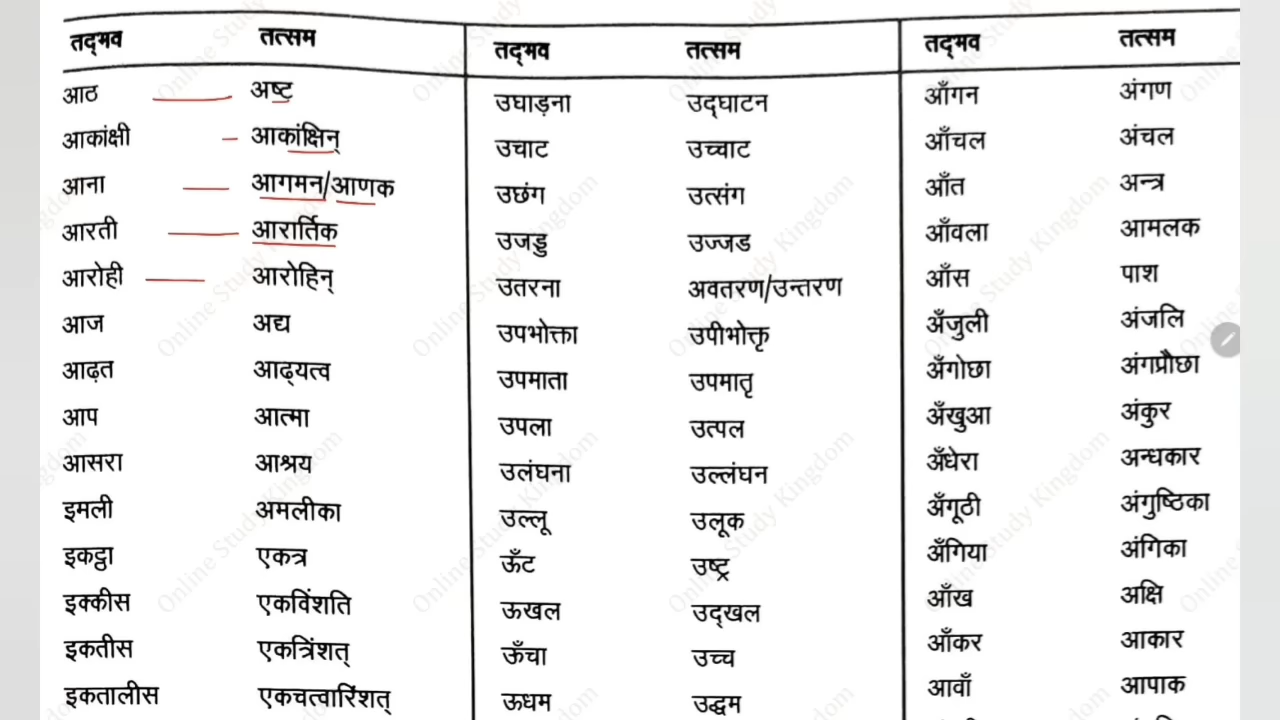 तद्भव तत्सम
आठ अष्ट
आकांक्षी आकांक्षिन्
आना आगमन/आणक
आरती आरार्तिक
आरोही आरोहिन्
आज अद्य
आढ़त आढ्यत्व
आप आत्मा
आसरा आश्रय
इमली अमलीका
इकट्ठा एकत्र
इक्कीस एकविंशति
इकतीस एकत्रिंशत्
इकतालीस एकचत्वारिंशत्
तद्भव तत्सम
उघाड़ना उद्घाटन
उचाट उच्चाट
उछंग उत्संग
उजड्ड उज्जड
उतरना अवतरण/उन्तरण
उपभोक्ता उपीभोक्तृ
उपमाता उपमातृ
उपला उत्पल
उलंघना उल्लंघन
उल्लू उलूक
ऊँट उष्ट्र
ऊखल उद्खल
ऊँचा उच्च
ऊधम उद्धम
तद्भव तत्सम
आँगन अंगण
आँचल अंचल
आँत अन्त्र
आँवला आमलक
आँस पाश
अँजुली अंजलि
अँगोछा अंगप्रौछा
अँखुआ अंकुर
अँधेरा अन्धकार
अँगूठी अंगुष्टिका
अँगिया अंगिका
आँख अक्षि
आँकर आकार
आवाँ आपाक
Online Study Kingdom